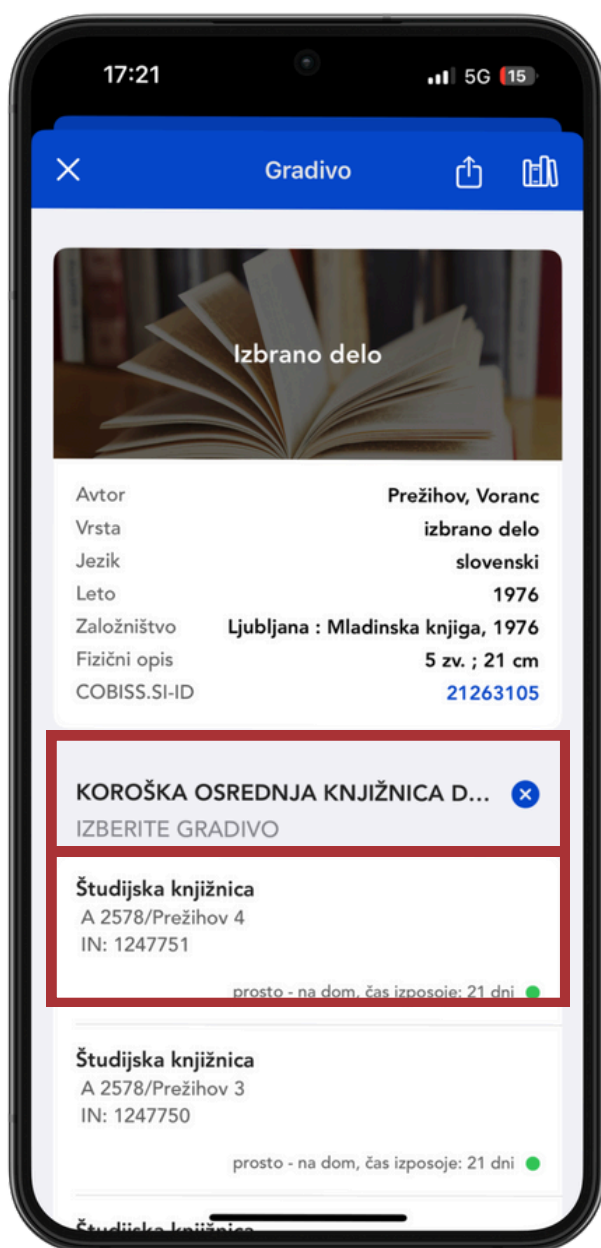 17:21 5G 15
Gradivo
Izbrano delo
Avtor Prežihov, Voranc
Vrsta izbrano delo
Jezik slovenski
Leto 1976
Založništvo Ljubljana : Mladinska knjiga, 1976
Fizični opis 5 zv. ; 21 cm
COBISS.SI-ID 21263105
KOROŠKA OSREDNJA KNJIŽNICA D...
IZBERITE GRADIVO
Študijska knjižnica
A 2578/Prežihov 4
IN: 1247751
prosto - na dom, čas izposoje: 21 dni
Študijska knjižnica
A 2578/Prežihov 3
IN: 1247750
prosto - na dom, čas izposoje: 21 dni
Študijska knjižnica